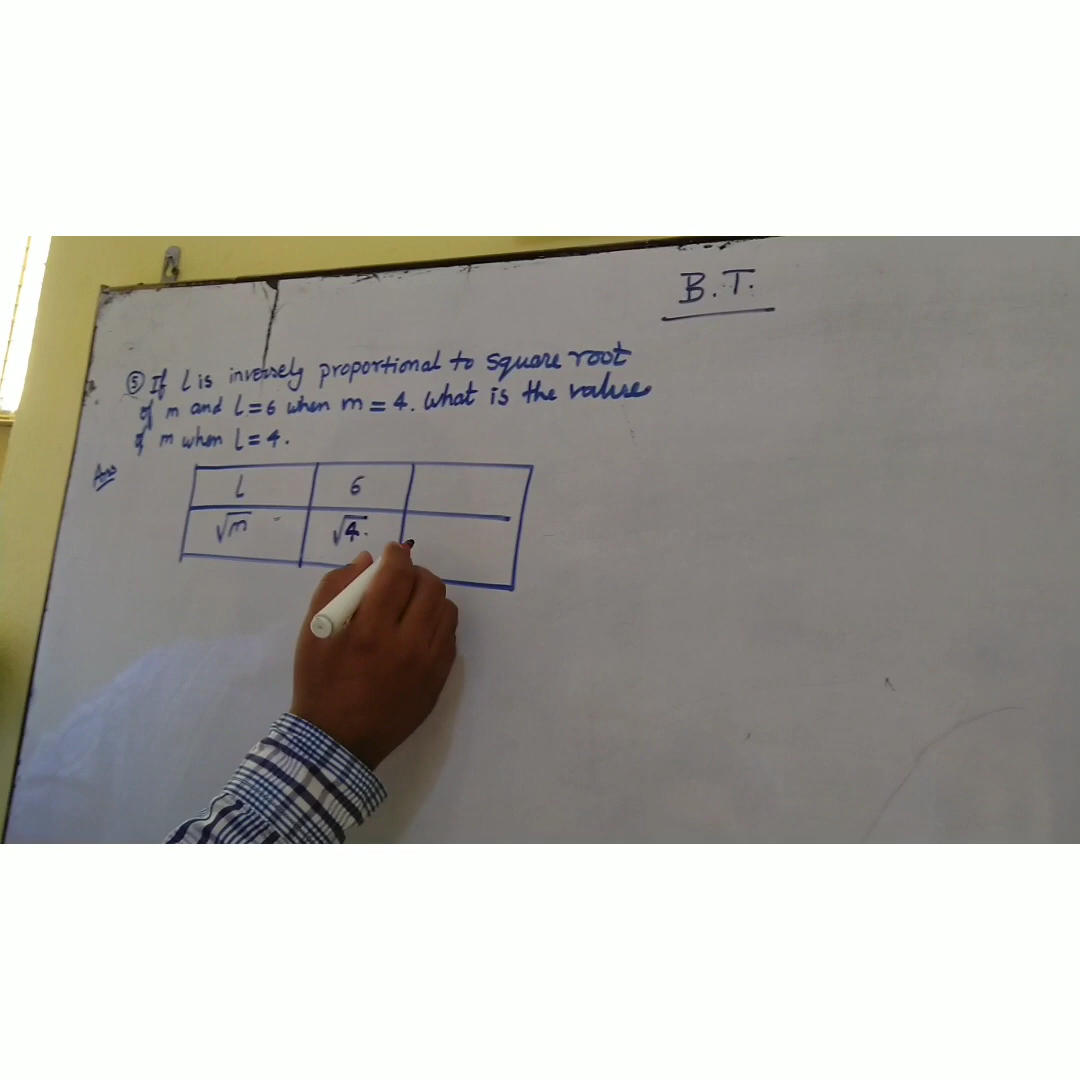 B.T.
⑤ If l is inversely proportional to square root
of m and l=6 when m = 4. What is the value
of m when l=4.
Ans
l 6
√m √4.